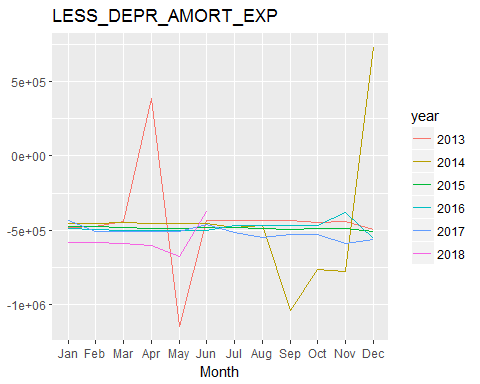 LESS_DEPR_AMORT_EXP
5e+05
0e+00
-5e+05
-1e+06
Jan Feb Mar Apr May Jun Jul Aug Sep Oct Nov Dec
Month
year
2013
2014
2015
2016
2017
2018